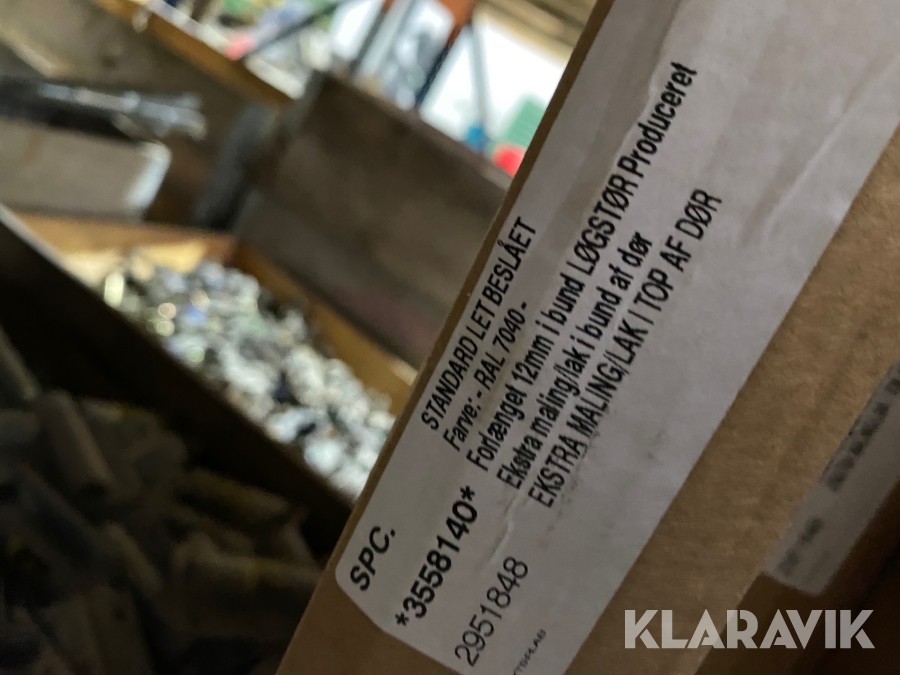 SPC.
STANDARD LET BESLÅET
Farve: - RAL 7040 -
Forlænget 12mm i bund LØGSTØR Produceret
Ekstra maling/lak i bund af dør
EKSTRA MALING/LAK I TOP AF DØR
*3558140*
2951848
KLARAVIK